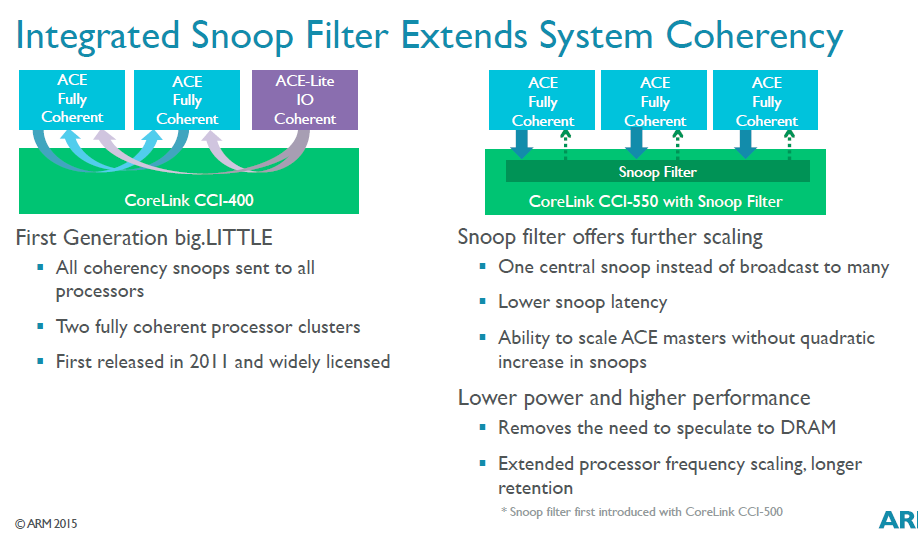 Integrated Snoop Filter Extends System Coherency
ACE
Fully
Coherent
ACE
Fully
Coherent
ACE-Lite
IO
Coherent
CoreLink CCI-400
First Generation big.LITTLE
All coherency snoops sent to all
processors
Two fully coherent processor clusters
First released in 2011 and widely licensed
ACE
Fully
Coherent
ACE
Fully
Coherent
ACE
Fully
Coherent
Snoop Filter
CoreLink CCI-550 with Snoop Filter
Snoop filter offers further scaling
One central snoop instead of broadcast to many
Lower snoop latency
Ability to scale ACE masters without quadratic
increase in snoops
Lower power and higher performance
Removes the need to speculate to DRAM
Extended processor frequency scaling, longer
retention
* Snoop filter first introduced with CoreLink CCI-500
© ARM 2015
AR